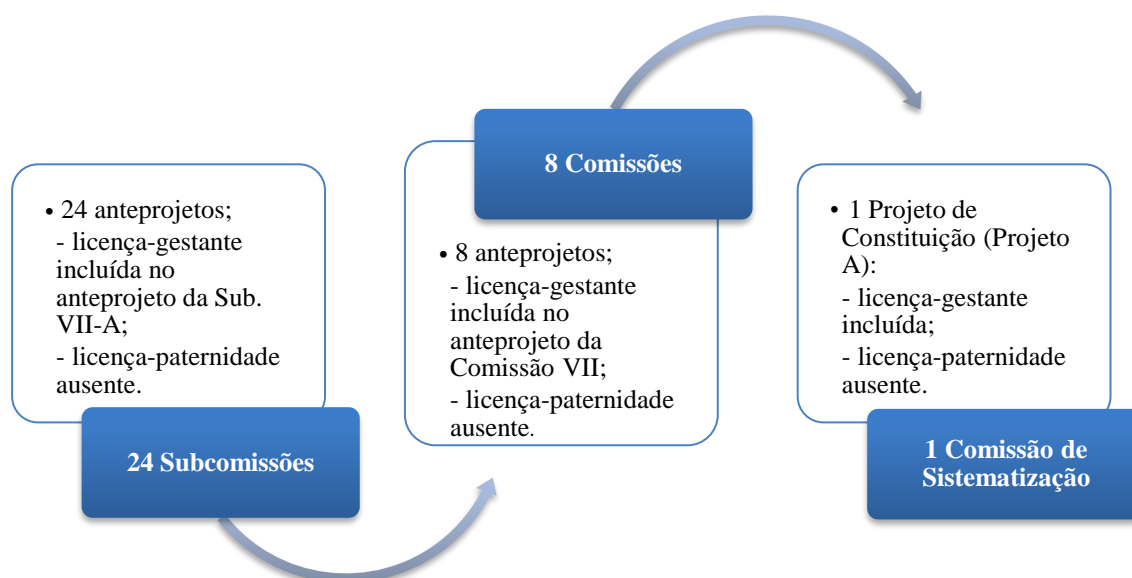 • 24 anteprojetos;
- licença-gestante
incluída no
anteprojeto da Sub.
VII-A;
- licença-paternidade
ausente.
24 Subcomissões
8 Comissões
• 8 anteprojetos;
- licença-gestante
incluída no
anteprojeto da
Comissão VII;
- licença-paternidade
ausente.
• 1 Projeto de
Constituição (Projeto
A):
- licença-gestante
incluída;
- licença-paternidade
ausente.
1 Comissão de
Sistematização